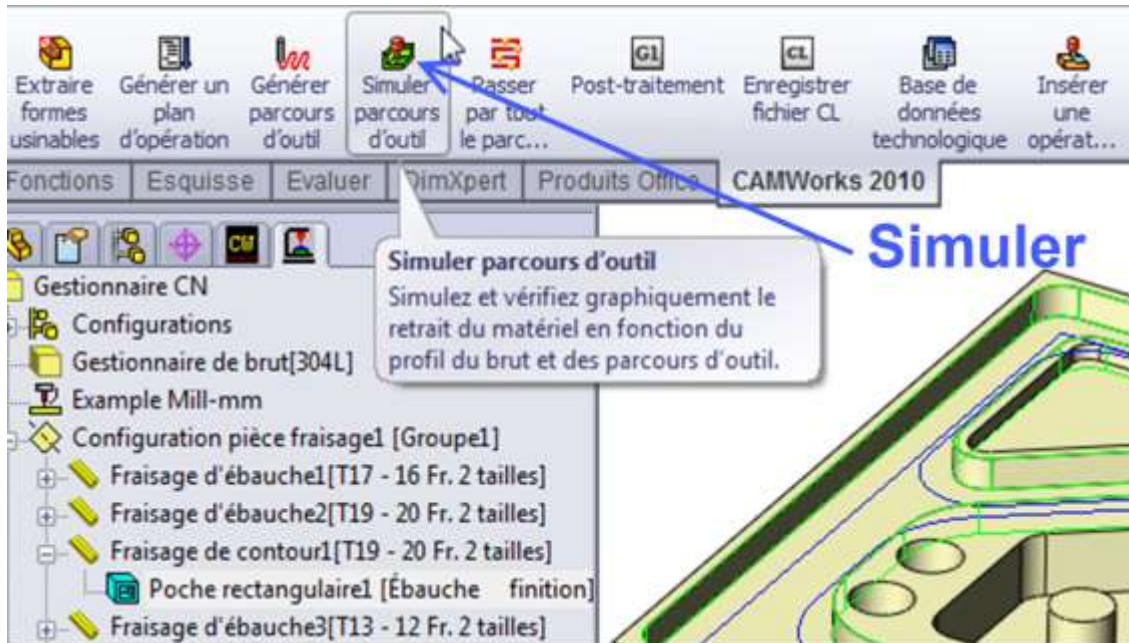 Extraire formes usinables
Générer un plan d'opération
Générer parcours d'outil
Simuler parcours d'outil
Passer par tout le parc...
G1
Post-traitement
CL
Enregistrer fichier CL
Base de données technologique
Insérer une opérat...
Fonctions Esquisse Evaluer DimXpert Produits Office CAMWorks 2010
Simuler
CW
Simuler parcours d'outil
Simulez et vérifiez graphiquement le
retrait du matériel en fonction du
profil du brut et des parcours d'outil.
Gestionnaire CN
Configurations
Gestionnaire de brut[304L]
Example Mill-mm
Configuration pièce fraisage1 [Groupe1]
Fraisage d'ébauche1[T17 - 16 Fr. 2 tailles]
Fraisage d'ébauche2[T19 - 20 Fr. 2 tailles]
Fraisage de contour1[T19 - 20 Fr. 2 tailles]
Poche rectangulaire1 [Ébauche finition]
Fraisage d'ébauche3[T13 - 12 Fr. 2 tailles]